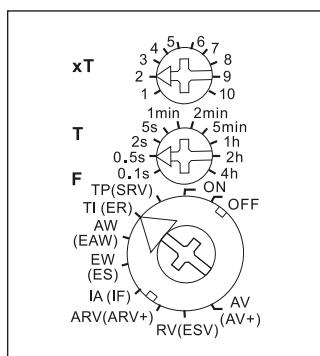 xT
1
2
3
4
5
6
7
8
9
10
T
0.1s
0.5s
2s
5s
1min
2min
5min
1h
2h
4h
F
TP(SRV)
TI (ER)
AW
(EAW)
EW
(ES)
IA (IF)
ARV(ARV+)
RV(ESV)
AV
(AV+)
OFF
ON